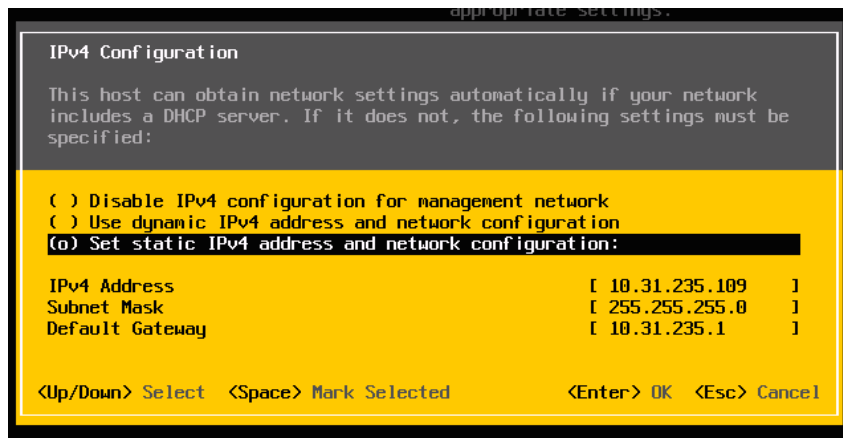 appropriate settings.
IPv4 Configuration
This host can obtain network settings automatically if your network
includes a DHCP server. If it does not, the following settings must be
specified:
( ) Disable IPv4 configuration for management network
( ) Use dynamic IPv4 address and network configuration
(o) Set static IPv4 address and network configuration:
IPv4 Address [ 10.31.235.109 ]
Subnet Mask [ 255.255.255.0 ]
Default Gateway [ 10.31.235.1 ]
<Up/Down> Select <Space> Mark Selected <Enter> OK <Esc> Cancel